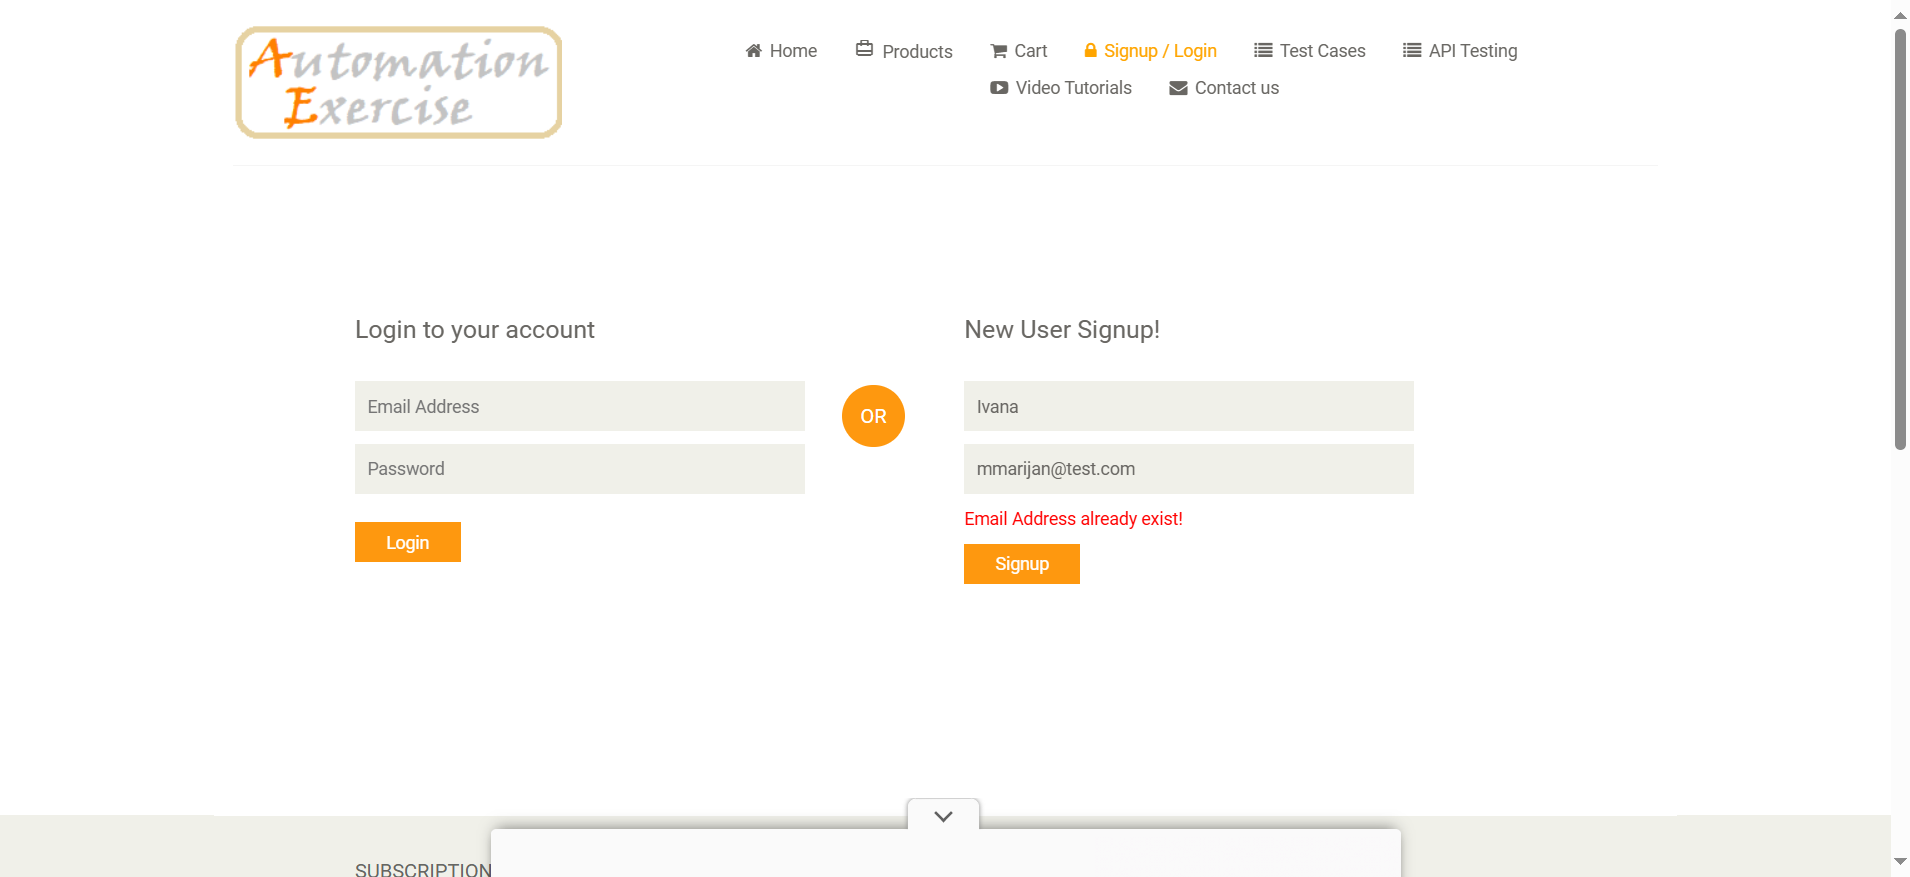 Automation
Exercise
Home Products Cart Signup / Login Test Cases API Testing
Video Tutorials Contact us
Login to your account
Email Address
Password
Login
OR
New User Signup!
Ivana
mmarijan@test.com
Email Address already exist!
Signup
SUBSCRIPTION